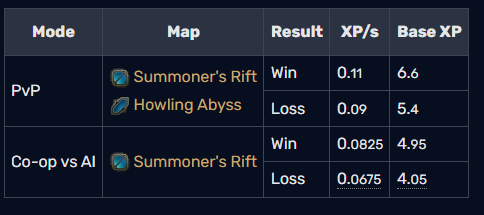 Mode Map Result XP/s Base XP
PvP Summoner's Rift Howling Abyss Win 0.11 6.6
Loss 0.09 5.4
Co-op vs AI Summoner's Rift Win 0.0825 4.95
Loss 0.0675 4.05